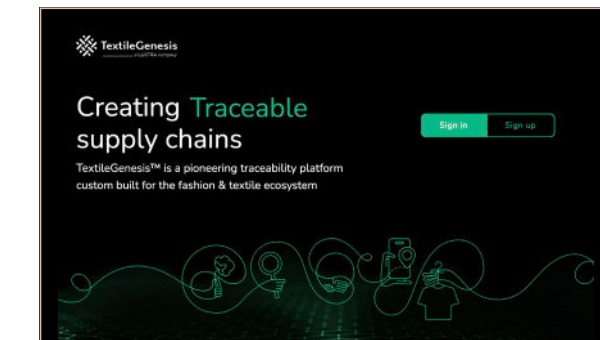 TextileGenesis
Creating Traceable
supply chains
TextileGenesis™ is a pioneering traceability platform
custom built for the fashion & textile ecosystem
Sign in
Sign up